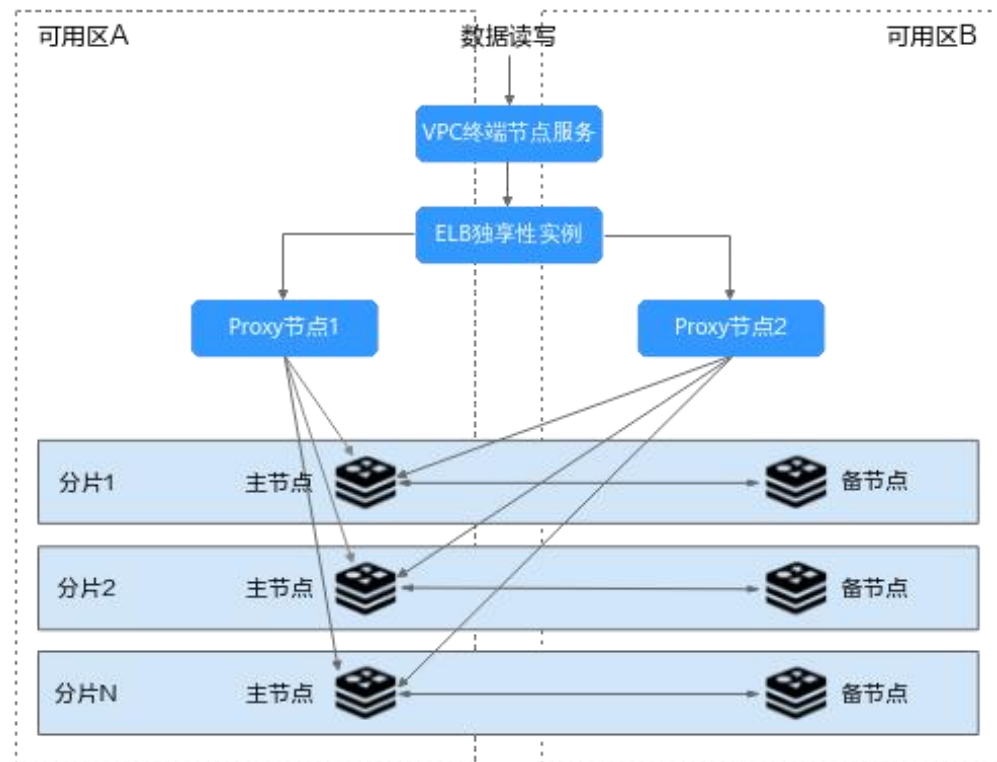 可用区A
数据读写
可用区B
VPC终端节点服务
ELB独享性实例
Proxy节点1
Proxy节点2
分片1
主节点
备节点
分片2
主节点
备节点
分片N
主节点
备节点